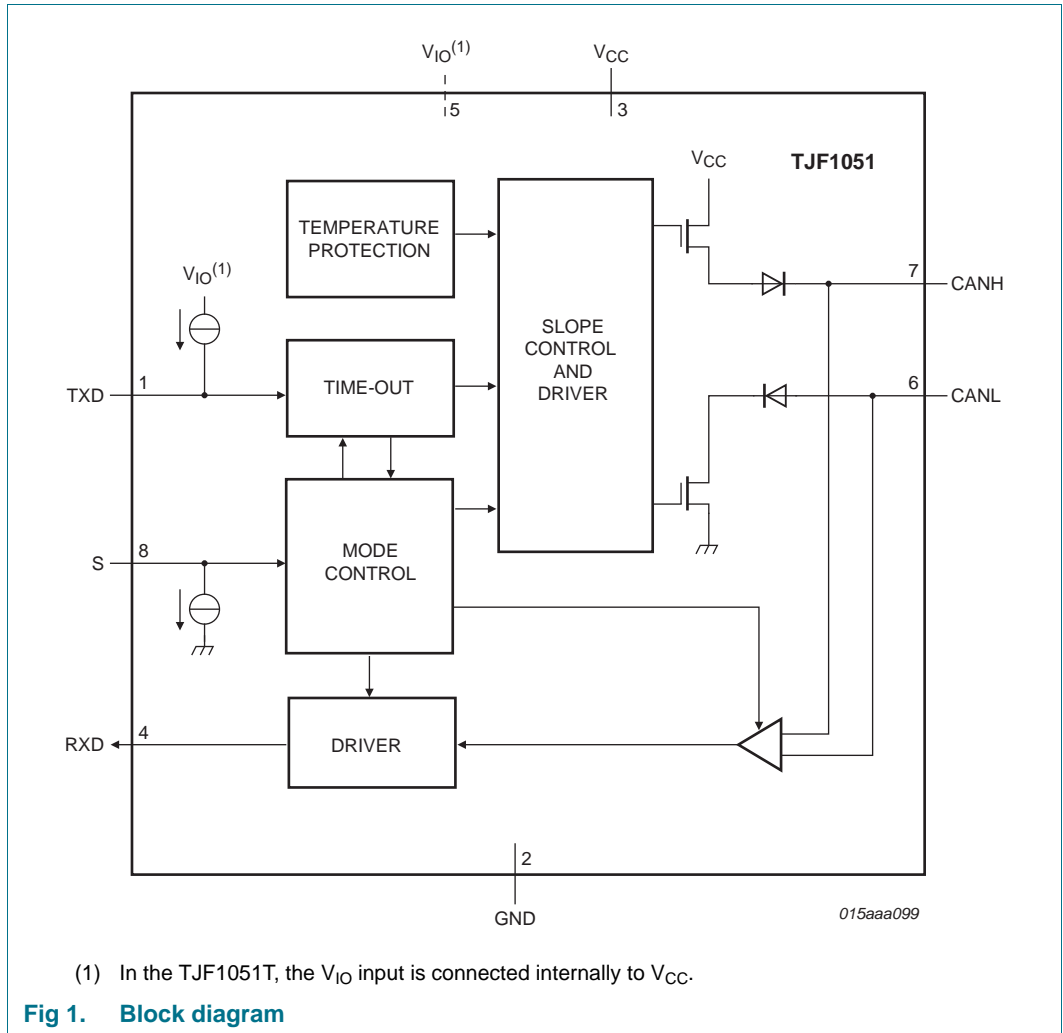 VIO(1)
VCC
5
3
VCC
TJF1051
TEMPERATURE
PROTECTION
VIO(1)
7
CANH
SLOPE
CONTROL
AND
DRIVER
TXD
1
TIME-OUT
6
CANL
S
8
MODE
CONTROL
RXD
4
DRIVER
2
GND
015aaa099
(1) In the TJF1051T, the VIO input is connected internally to VCC.
Fig 1. Block diagram